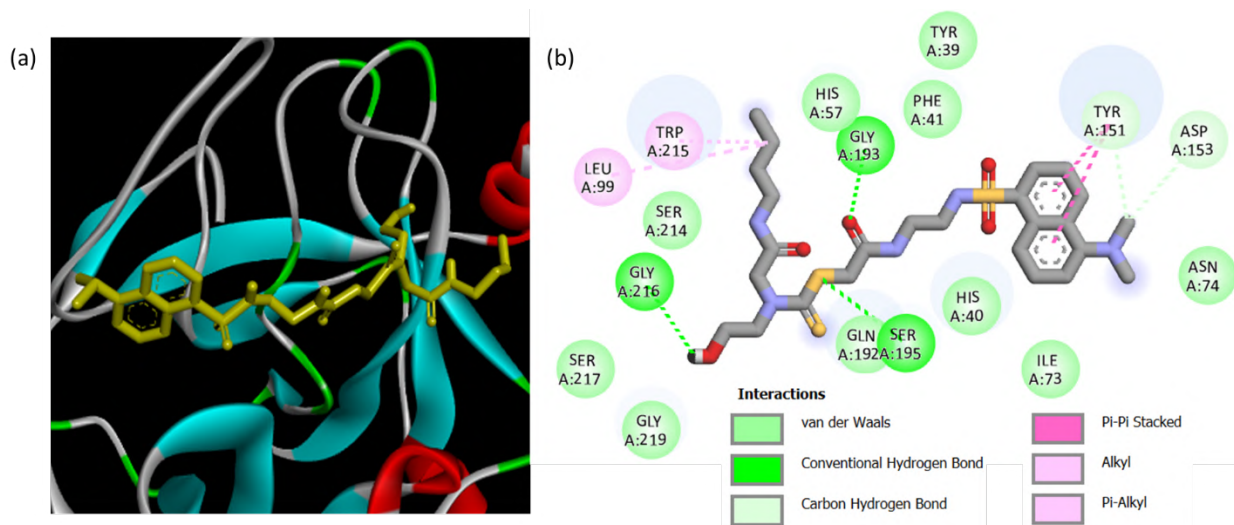 (a)
(b)
TYR
A:39
HIS
A:57
PHE
A:41
TYR
A:151
ASP
A:153
TRP
A:215
GLY
A:193
LEU
A:99
SER
A:214
GLY
A:216
ASN
A:74
HIS
A:40
GLN
A:192
SER
A:195
SER
A:217
ILE
A:73
GLY
A:219
Interactions
van der Waals
Conventional Hydrogen Bond
Carbon Hydrogen Bond
Pi-Pi Stacked
Alkyl
Pi-Alkyl